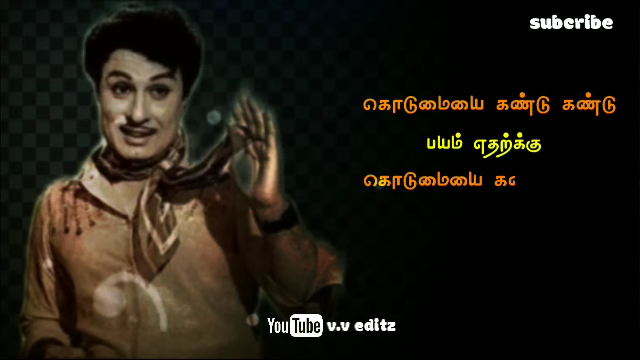 subcribe
கொடுமையை கண்டு கண்டு
பயம் எதற்க்கு
கொடுமையை
YouTube v.v editz